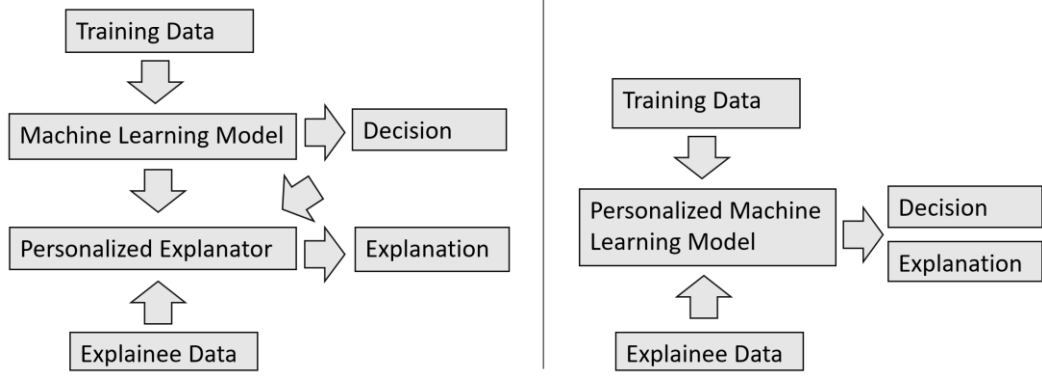 Training Data
Machine Learning Model
Decision
Personalized Explanator
Explanation
Explainee Data
Training Data
Personalized Machine
Learning Model
Decision
Explanation
Explainee Data